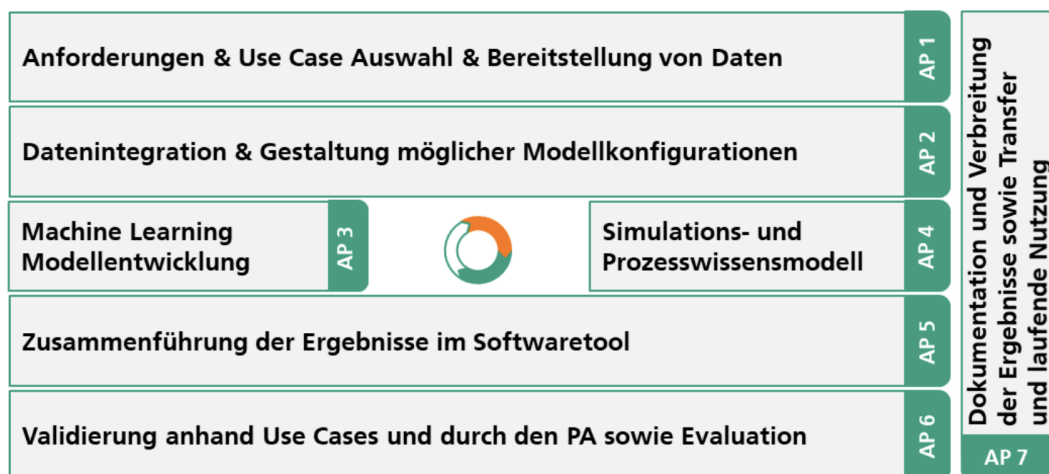 Anforderungen & Use Case Auswahl & Bereitstellung von Daten
AP 1
Datenintegration & Gestaltung möglicher Modellkonfigurationen
AP 2
Machine Learning
Modellentwicklung
AP 3
Simulations- und
Prozesswissensmodell
AP 4
Zusammenführung der Ergebnisse im Softwaretool
AP 5
Validierung anhand Use Cases und durch den PA sowie Evaluation
AP 6
Dokumentation und Verbreitung
der Ergebnisse sowie Transfer
und laufende Nutzung
AP 7